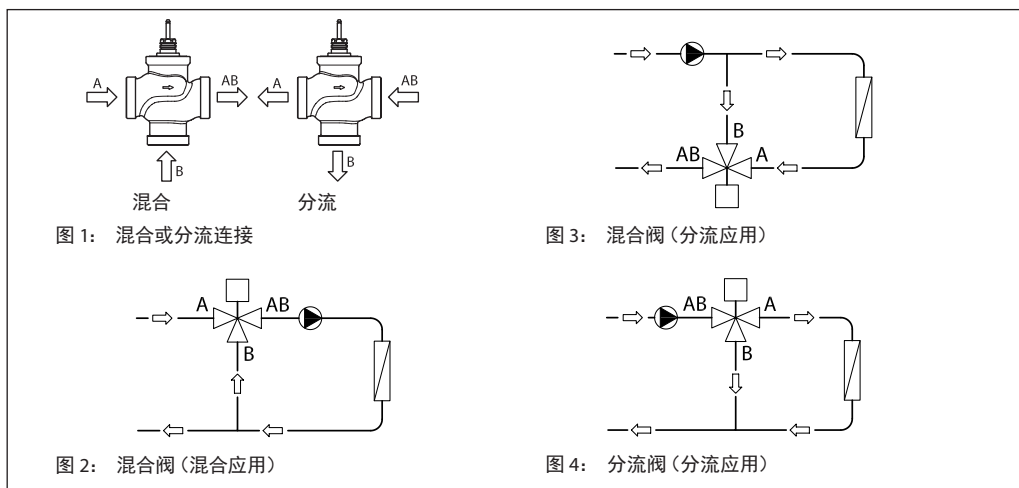 A
AB
B
混合
A
AB
B
分流
图 1： 混合或分流连接
B
AB
A
图 3： 混合阀（分流应用）
A
AB
B
图 2： 混合阀（混合应用）
AB
A
B
图 4： 分流阀（分流应用）